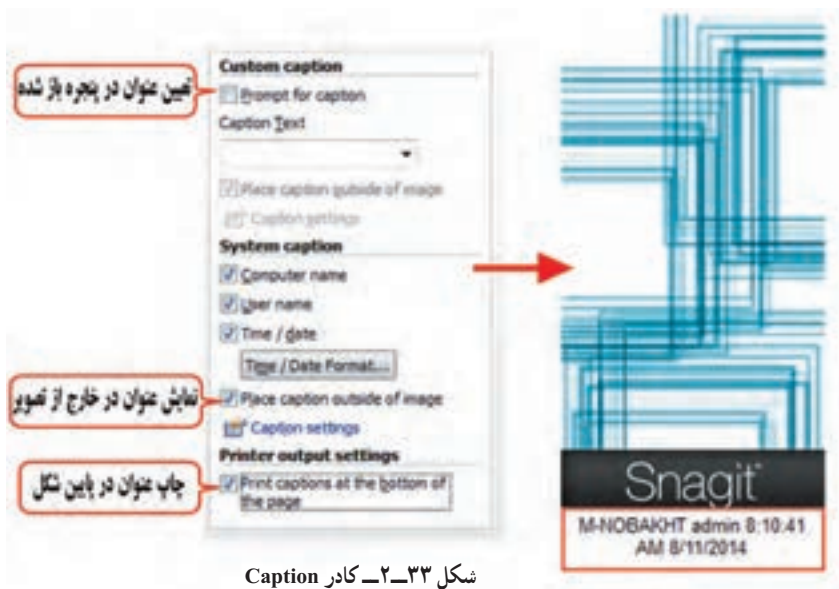 Custom caption
تعیین عنوان در پنجره باز شده
Prompt for caption
Caption Text
Place caption outside of image
Caption settings
System caption
Computer name
User name
Time / date
Time / Date Format...
نمایش عنوان در خارج از تصویر
Place caption outside of image
Caption settings
Printer output settings
چاپ عنوان در پایین شکل
Print captions at the bottom of
the page
Snagit
M-NOBAKHT admin 8:10:41
AM 8/11/2014
شکل ۳۳ــ۲ــ کادر Caption